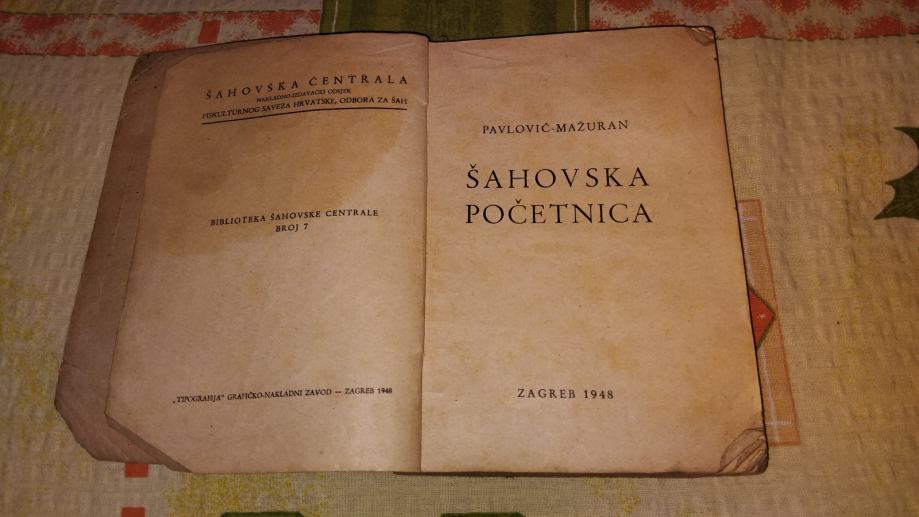 ŠAHOVSKA CENTRALA
NAKLADNO-IZDAVAČKI ODSJEK
FISKULTURNOG SAVEZA HRVATSKE, ODBORA ZA ŠAH
BIBLIOTEKA ŠAHOVSKE CENTRALE
BROJ 7
„TIPOGRAFIJA" GRAFIČKO-NAKLADNI ZAVOD — ZAGREB 1948
PAVLOVIČ-MAŽURAN
ŠAHOVSKA
POČETNICA
ZAGREB 1948